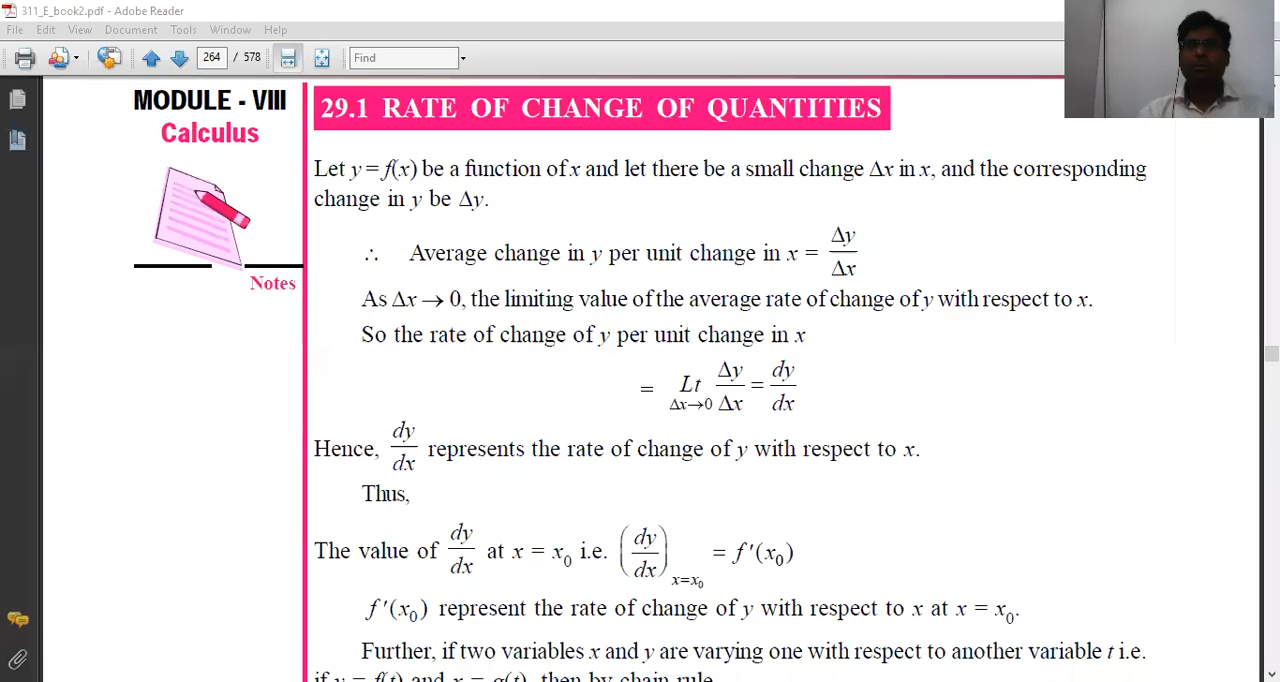 311_E_book2.pdf - Adobe Reader
File Edit View Document Tools Window Help
264 / 578 Find
MODULE - VIII
Calculus
Notes
29.1 RATE OF CHANGE OF QUANTITIES
Let y = f(x) be a function of x and let there be a small change Δx in x, and the corresponding
change in y be Δy.
∴ Average change in y per unit change in x = Δy/Δx
As Δx → 0, the limiting value of the average rate of change of y with respect to x.
So the rate of change of y per unit change in x
= Lt Δx→0 Δy/Δx = dy/dx
Hence, dy/dx represents the rate of change of y with respect to x.
Thus,
The value of dy/dx at x = x₀ i.e. (dy/dx) x=x₀ = f'(x₀)
f'(x₀) represent the rate of change of y with respect to x at x = x₀.
Further, if two variables x and y are varying one with respect to another variable t i.e.
if y = f(t) and x = g(t), then by chain rule